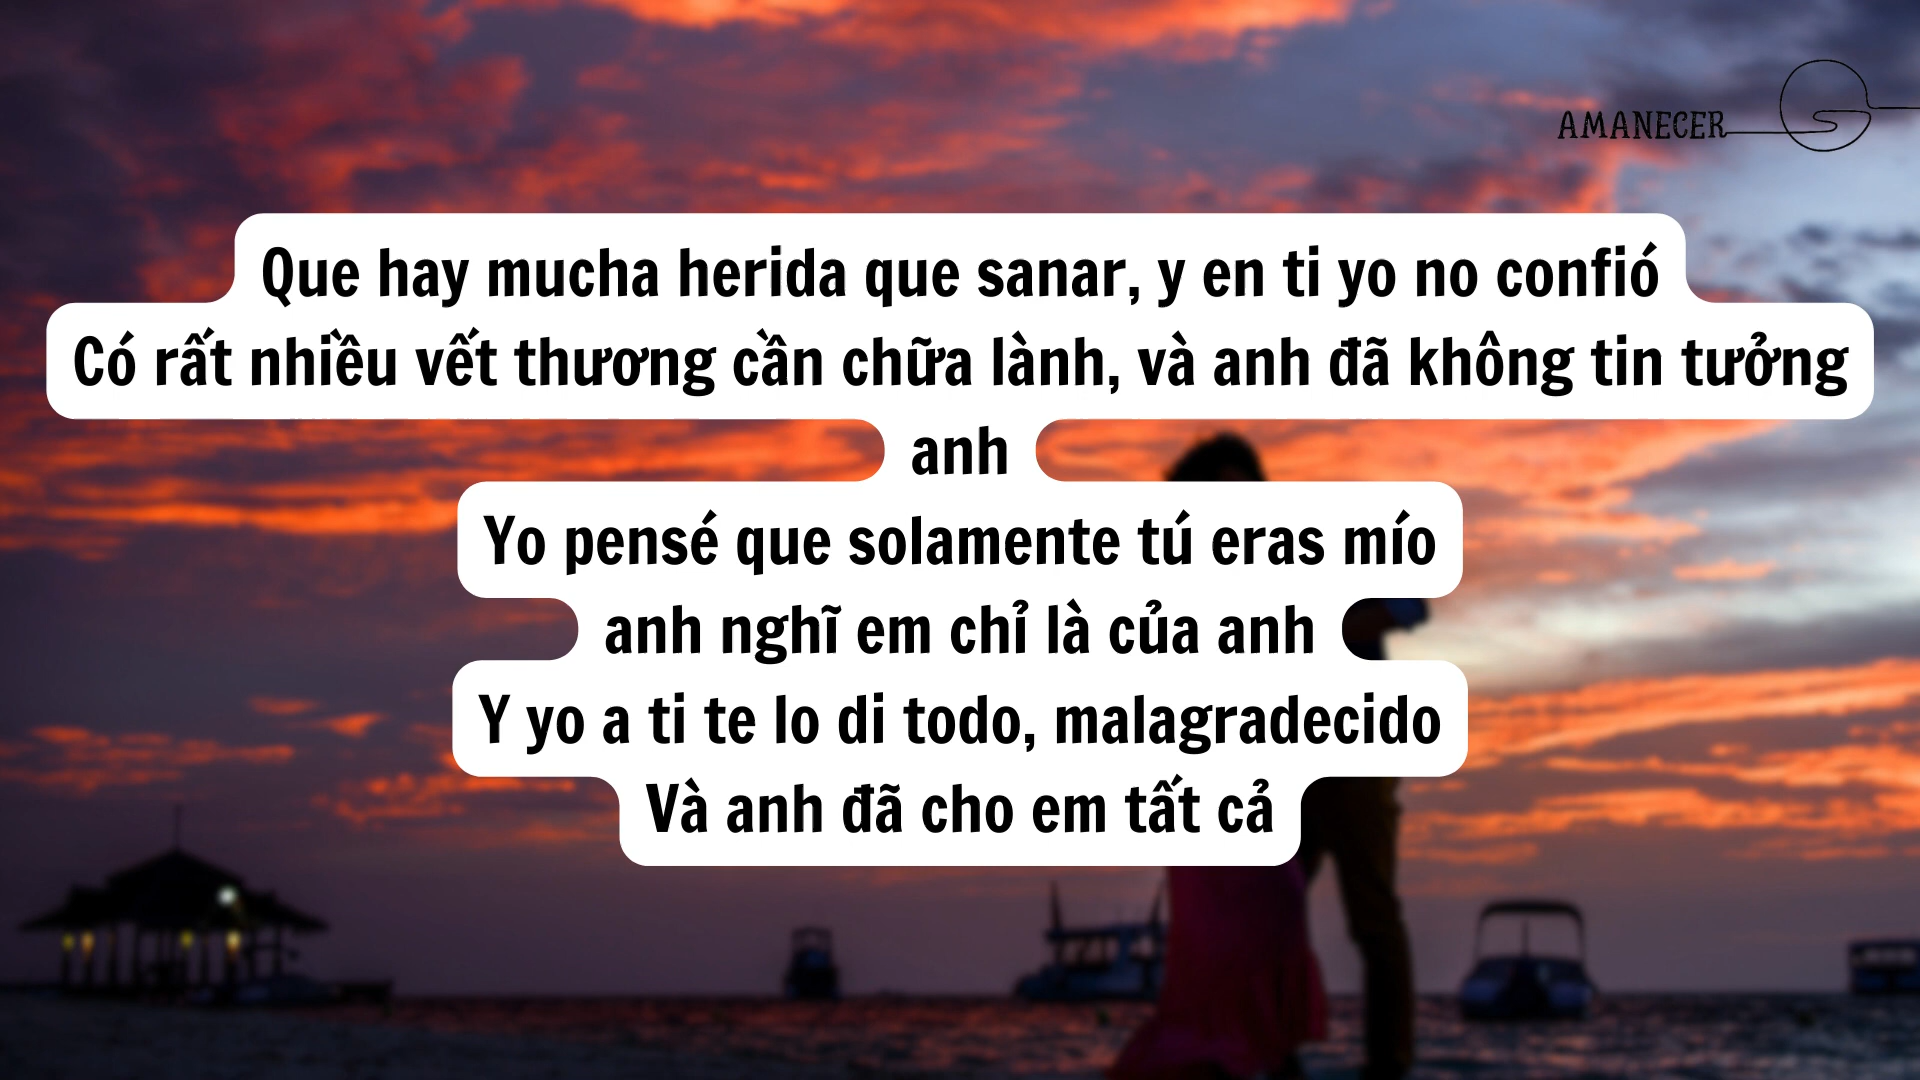 AMANECER
Que hay mucha herida que sanar, y en ti yo no confió
Có rất nhiều vết thương cần chữa lành, và anh đã không tin tưởng
anh
Yo pensé que solamente tú eras mío
anh nghĩ em chỉ là của anh
Y yo a ti te lo di todo, malagradecido
Và anh đã cho em tất cả